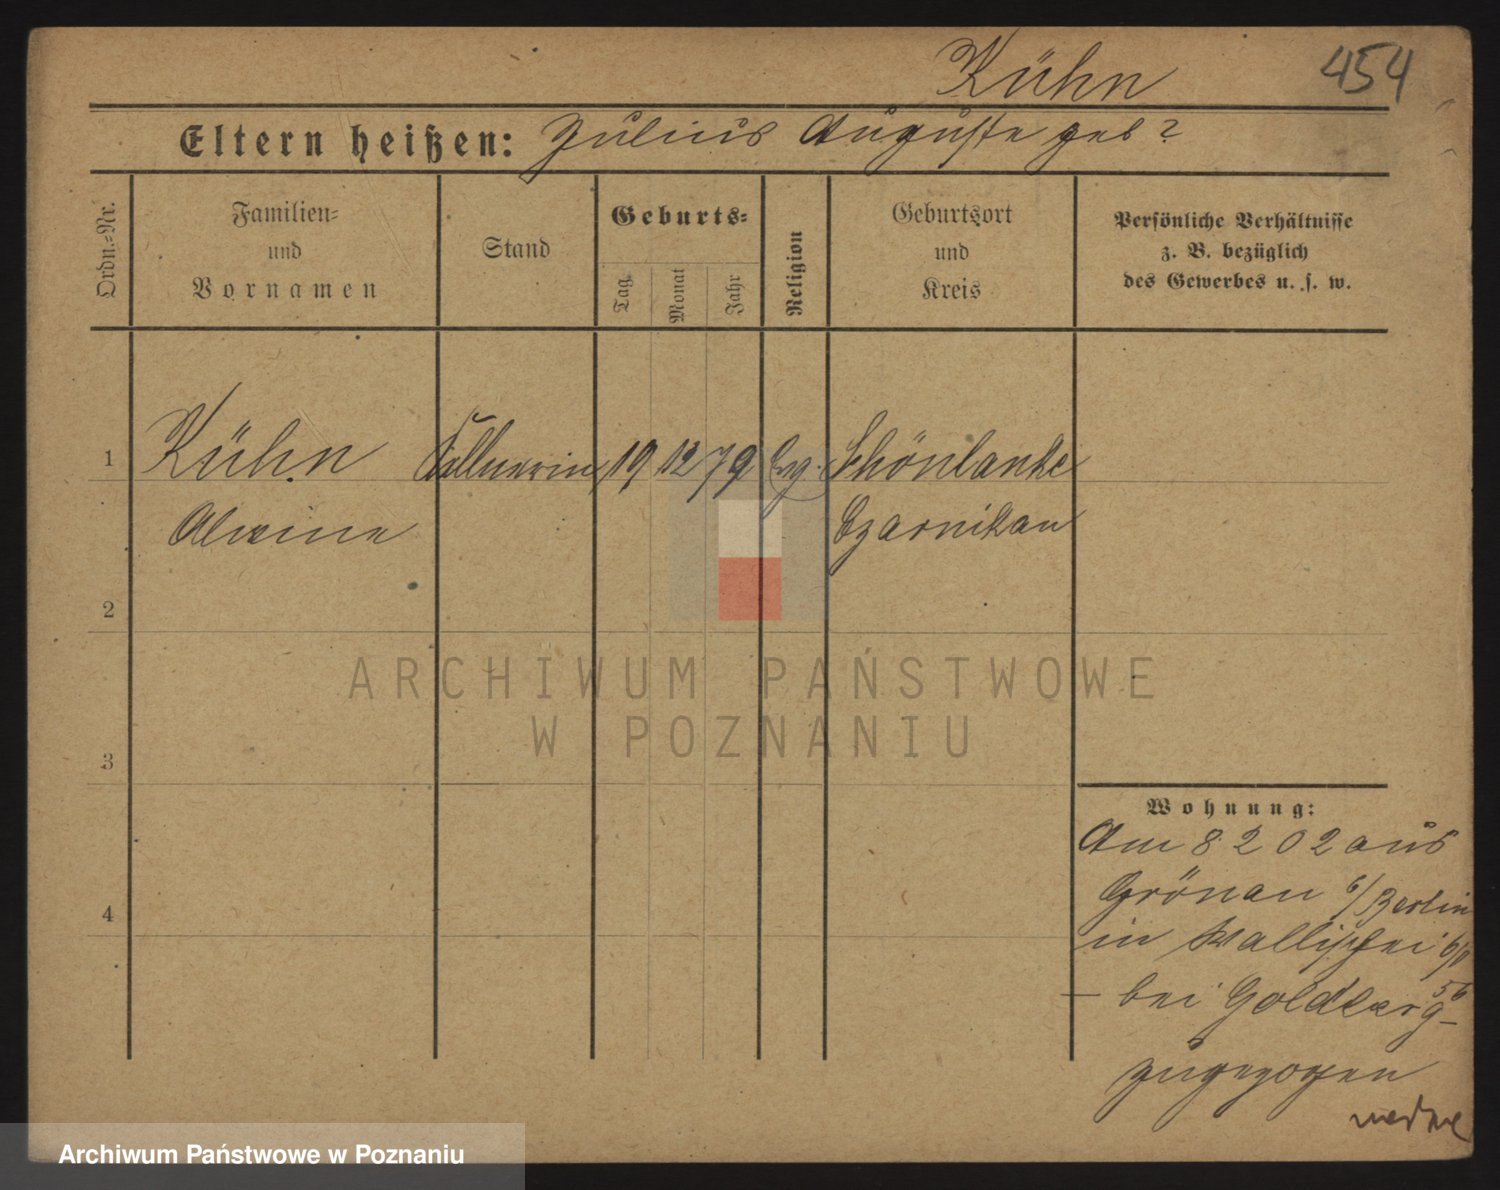 Kühn
454
Eltern heißen: Julius Auguste geb?
Ordn.=Nr.
Familien=
und
Vornamen
Stand
Geburts=
Tag
Monat
Jahr
Religion
Geburtsort
und
Kreis
Persönliche Verhältnisse
z. B. bezüglich
des Gewerbes u. s. w.
1
Kühn Kellnerin 19 12 79 Evg. Schönlanke
Alwine Czarnikau
2
3
4
Wohnung:
Am 8 2 02 aus
Grönau b/ Berlin
in Wallischei
56
– bei Goldberg –
zugezogen
ARCHIWUM PAŃSTWOWE
W POZNANIU
Archiwum Państwowe w Poznaniu